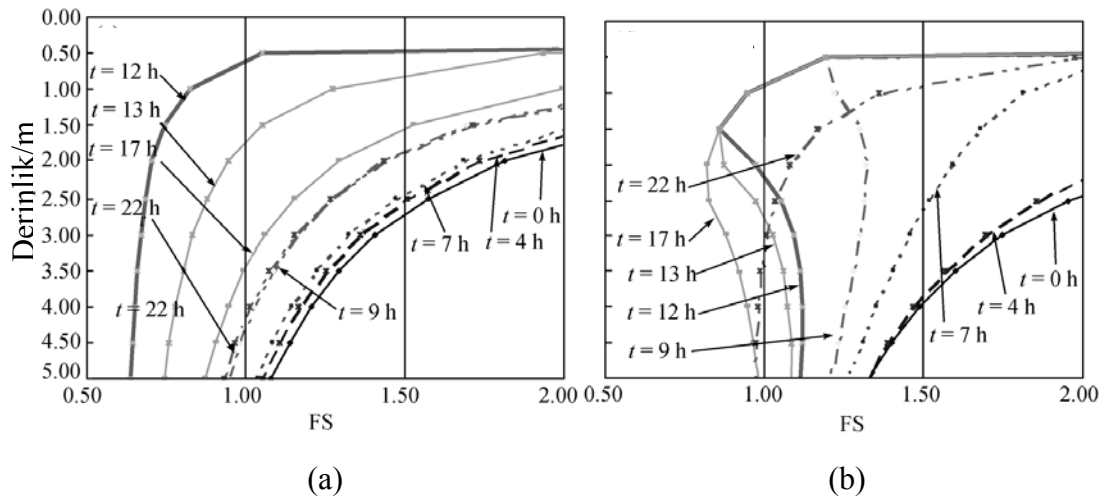 0.00
0.50
1.00
1.50
2.00
2.50
3.00
3.50
4.00
4.50
5.00
Derinlik/m
t = 12 h
t = 13 h
t = 17 h
t = 22 h
t = 22 h
t = 9 h
t = 7 h
t = 4 h
t = 0 h
0.50 1.00 1.50 2.00
FS
(a)
t = 22 h
t = 17 h
t = 13 h
t = 12 h
t = 9 h
t = 7 h
t = 4 h
t = 0 h
0.50 1.00 1.50 2.00
FS
(b)